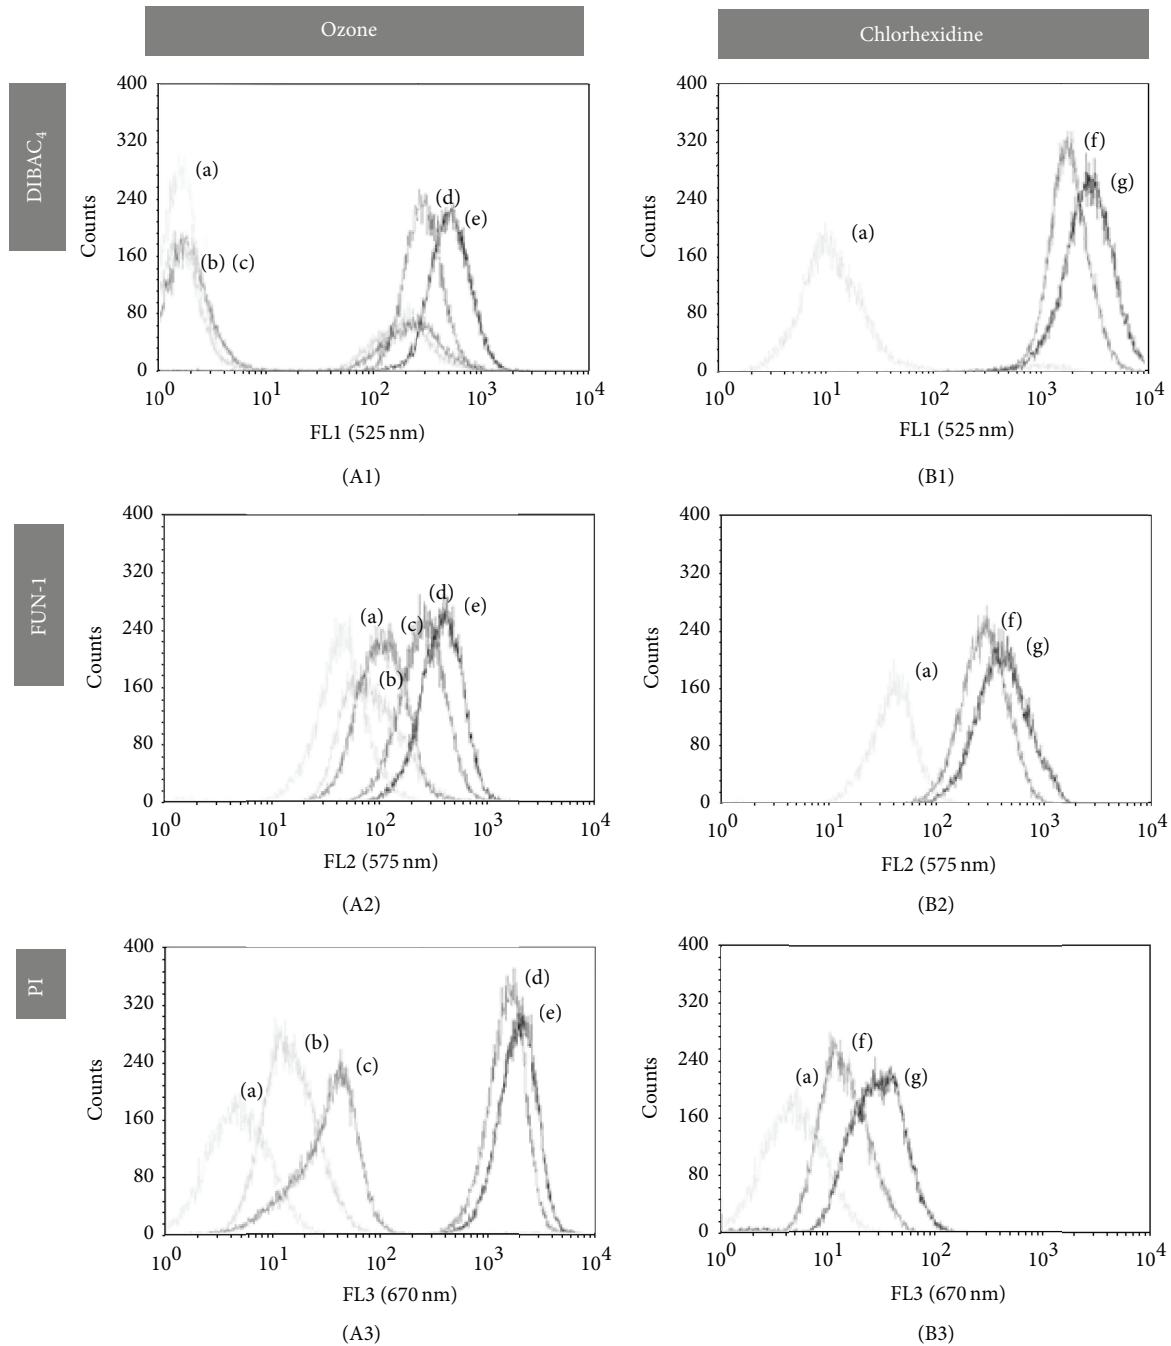 Ozone
Chlorhexidine
DIBAC4
400
320
240
160
80
0
Counts
(a)
(b) (c)
(d)
(e)
10^0 10^1 10^2 10^3 10^4
FL1 (525 nm)
(A1)
400
320
240
160
80
0
Counts
(a)
(f)
(g)
10^0 10^1 10^2 10^3 10^4
FL1 (525 nm)
(B1)
FUN-1
400
320
240
160
80
0
Counts
(a)
(b)
(c)
(d)
(e)
10^0 10^1 10^2 10^3 10^4
FL2 (575 nm)
(A2)
400
320
240
160
80
0
Counts
(a)
(f)
(g)
10^0 10^1 10^2 10^3 10^4
FL2 (575 nm)
(B2)
PI
400
320
240
160
80
0
Counts
(a)
(b)
(c)
(d)
(e)
10^0 10^1 10^2 10^3 10^4
FL3 (670 nm)
(A3)
400
320
240
160
80
0
Counts
(a)
(f)
(g)
10^0 10^1 10^2 10^3 10^4
FL3 (670 nm)
(B3)